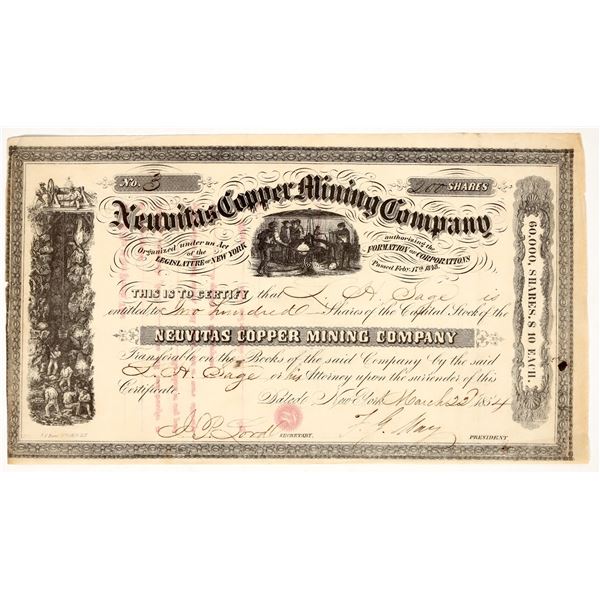 No. 3
200 SHARES
Neuvitas Copper Mining Company
Organized under an Act
of the
LEGISLATURE OF NEW YORK
authorizing the
FORMATION OF CORPORATIONS
Passed Feby. 17th 1848.
60,000, SHARES, $10 EACH.
THIS IS TO CERTIFY that L. H. Sage is
entitled to Two hundred Shares of the Capital Stock of the
NEUVITAS COPPER MINING COMPANY
Transferable on the Books of the said Company by the said
L. H. Sage or his Attorney upon the surrender of this
Certificate.
Dated New York March 23 1854
SECRETARY.
F. G. May
PRESIDENT